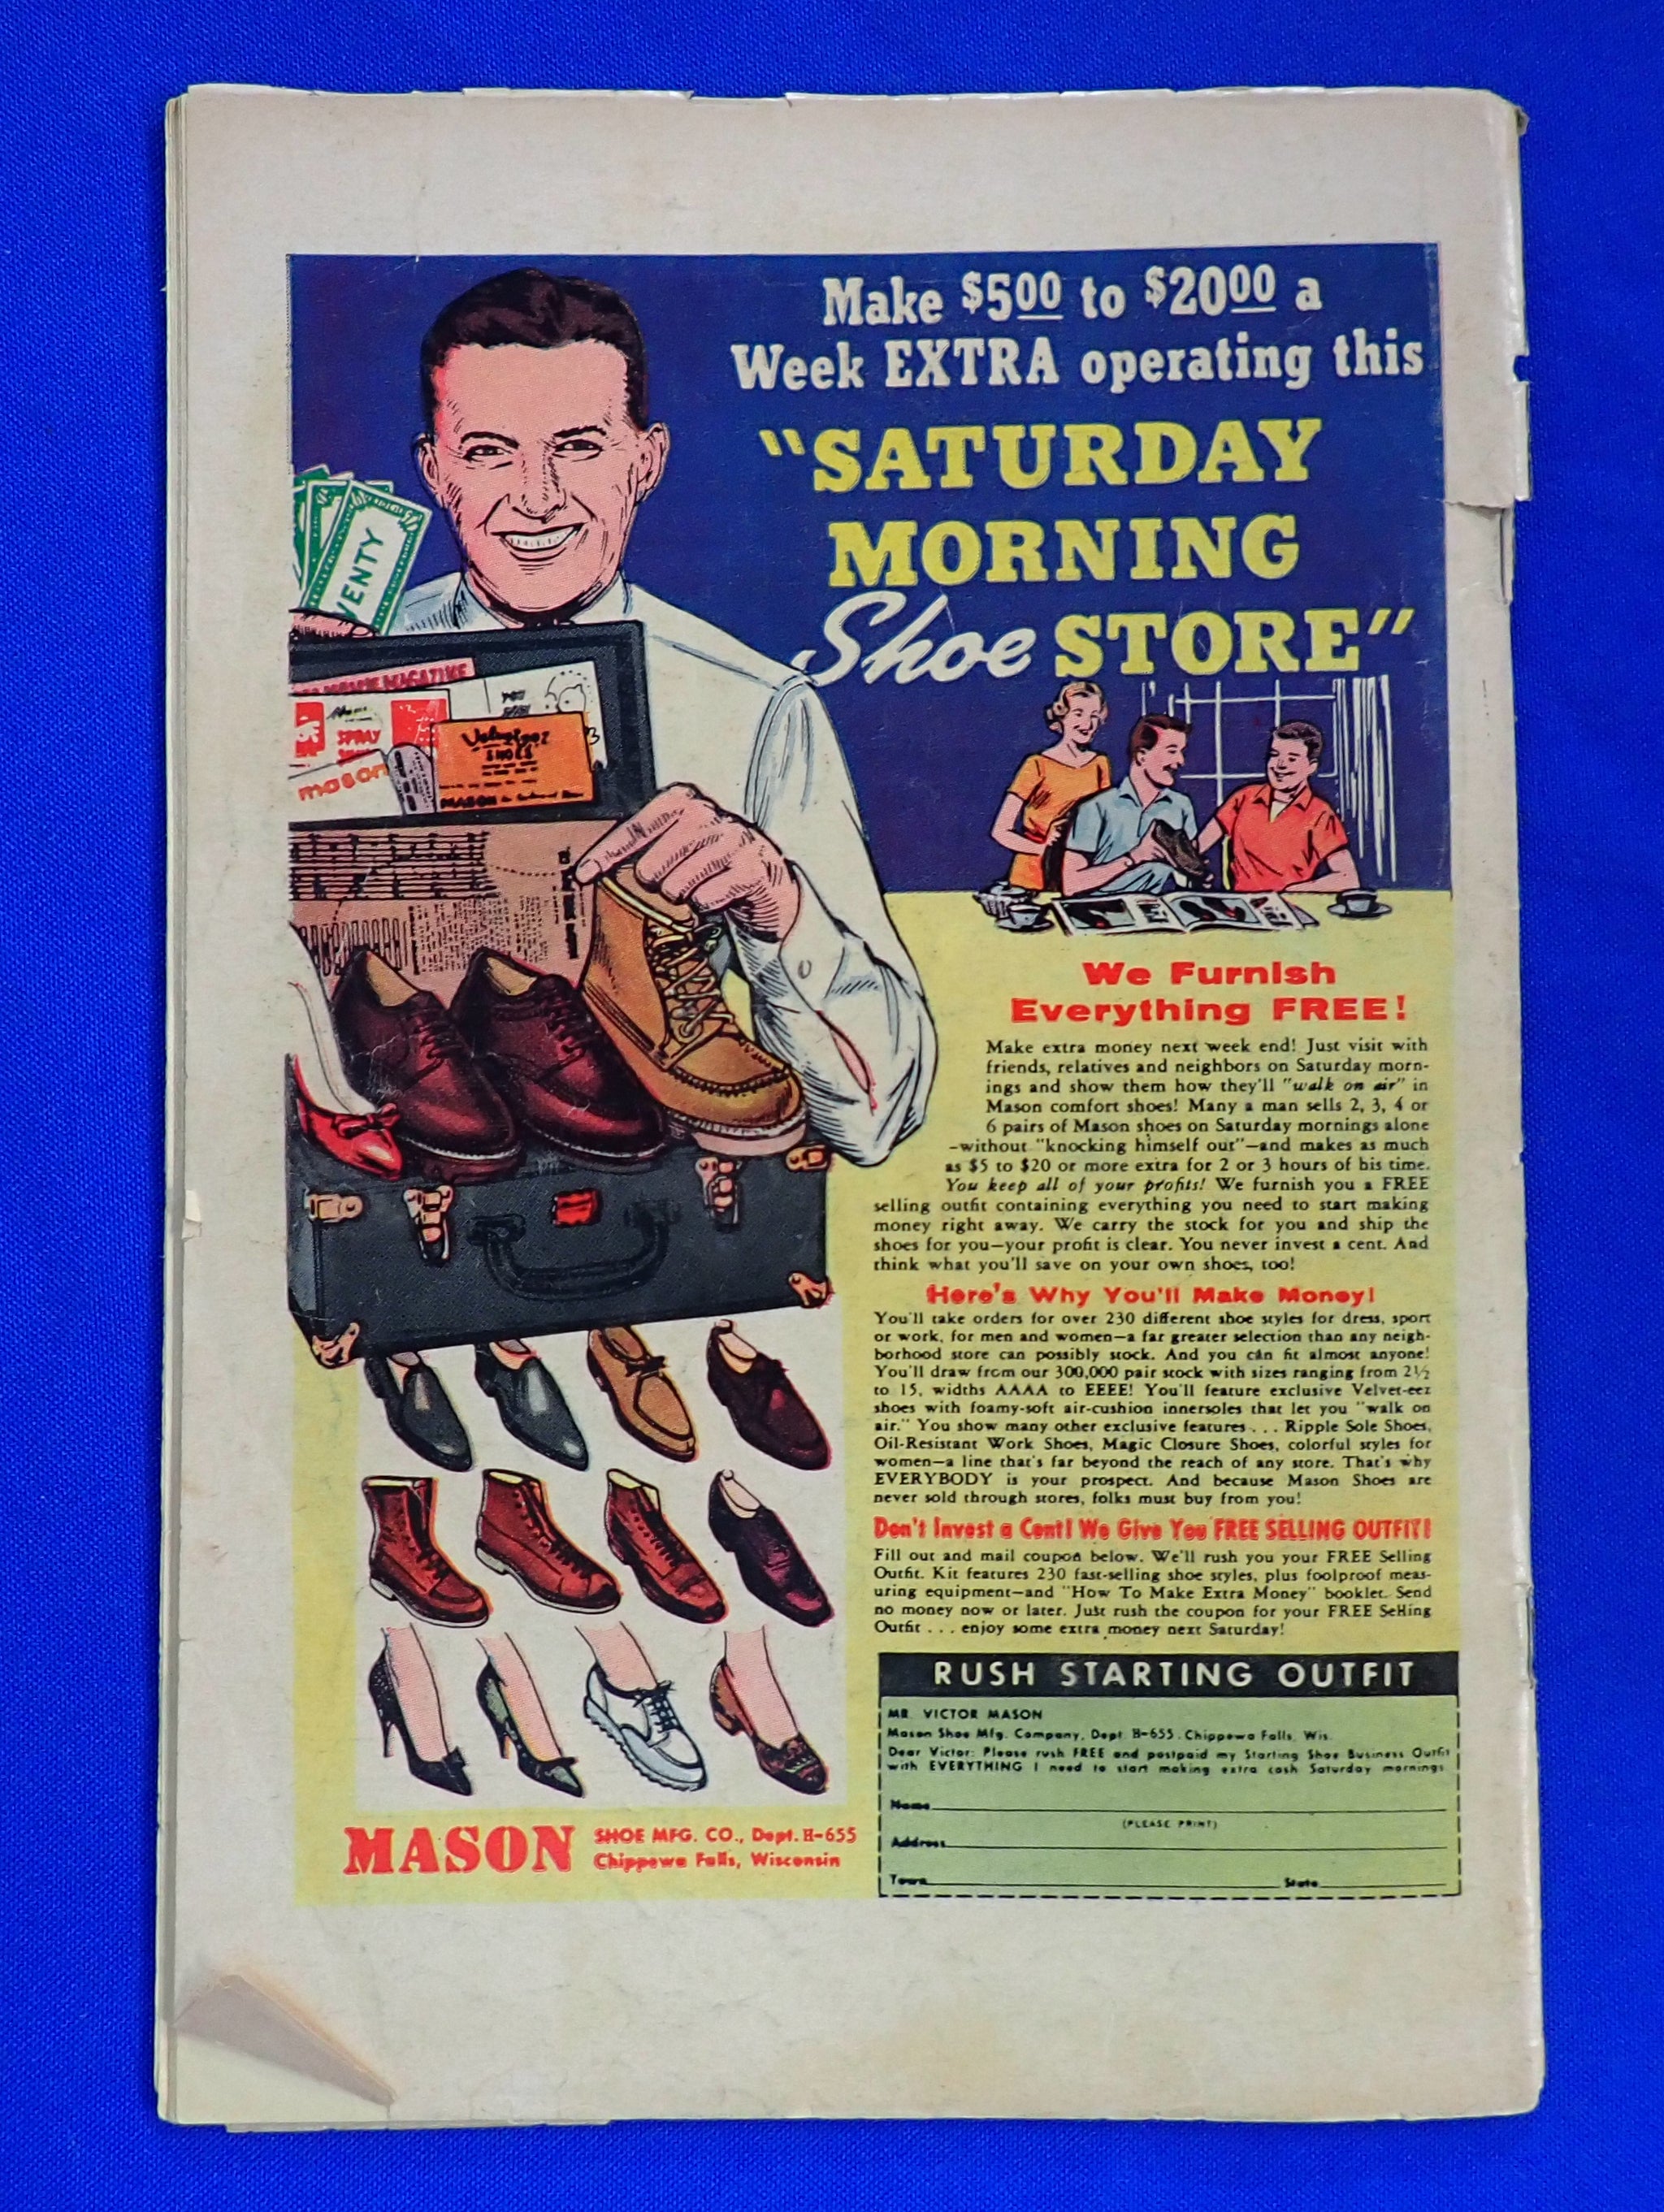 Make $5.00 to $20.00 a
Week EXTRA operating this
"SATURDAY
MORNING
Shoe STORE"
VENTY
MAGAZINE
SPRAY
mason
Velvet-eez
SHOES
MASON
We Furnish
Everything FREE!
Make extra money next week end! Just visit with
friends, relatives and neighbors on Saturday morn-
ings and show them how they'll "walk on air" in
Mason comfort shoes! Many a man sells 2, 3, 4 or
6 pairs of Mason shoes on Saturday mornings alone
-without "knocking himself out"-and makes as much
as $5 to $20 or more extra for 2 or 3 hours of his time.
You keep all of your profits! We furnish you a FREE
selling outfit containing everything you need to start making
money right away. We carry the stock for you and ship the
shoes for you—your profit is clear. You never invest a cent. And
think what you'll save on your own shoes, too!
Here's Why You'll Make Money!
You'll take orders for over 230 different shoe styles for dress, sport
or work, for men and women—a far greater selection than any neigh-
borhood store can possibly stock. And you can fit almost anyone!
You'll draw from our 300,000 pair stock with sizes ranging from 2½
to 15, widths AAAA to EEEE! You'll feature exclusive Velvet-eez
shoes with foamy-soft air-cushion innersoles that let you "walk on
air." You show many other exclusive features . . . Ripple Sole Shoes,
Oil-Resistant Work Shoes, Magic Closure Shoes, colorful styles for
women—a line that's far beyond the reach of any store. That's why
EVERYBODY is your prospect. And because Mason Shoes are
never sold through stores, folks must buy from you!
Don't Invest a Cent! We Give You FREE SELLING OUTFIT!
Fill out and mail coupon below. We'll rush you your FREE Selling
Outfit. Kit features 230 fast-selling shoe styles, plus foolproof meas-
uring equipment—and "How To Make Extra Money" booklet. Send
no money now or later. Just rush the coupon for your FREE Selling
Outfit . . . enjoy some extra money next Saturday!
RUSH STARTING OUTFIT
MR. VICTOR MASON
Mason Shoe Mfg. Company, Dept. H-655, Chippewa Falls, Wis.
Dear Victor: Please rush FREE and postpaid my Starting Shoe Business Outfit
with EVERYTHING I need to start making extra cash Saturday mornings
Name
(PLEASE PRINT)
Address
Town State
MASON SHOE MFG. CO., Dept. H-655
Chippewa Falls, Wisconsin